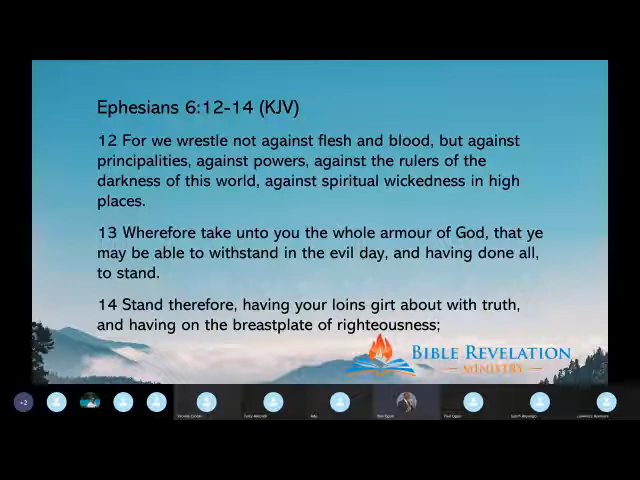 Ephesians 6:12-14 (KJV)
12 For we wrestle not against flesh and blood, but against
principalities, against powers, against the rulers of the
darkness of this world, against spiritual wickedness in high
places.
13 Wherefore take unto you the whole armour of God, that ye
may be able to withstand in the evil day, and having done all,
to stand.
14 Stand therefore, having your loins girt about with truth,
and having on the breastplate of righteousness;
BIBLE REVELATION
MINISTRY
+2